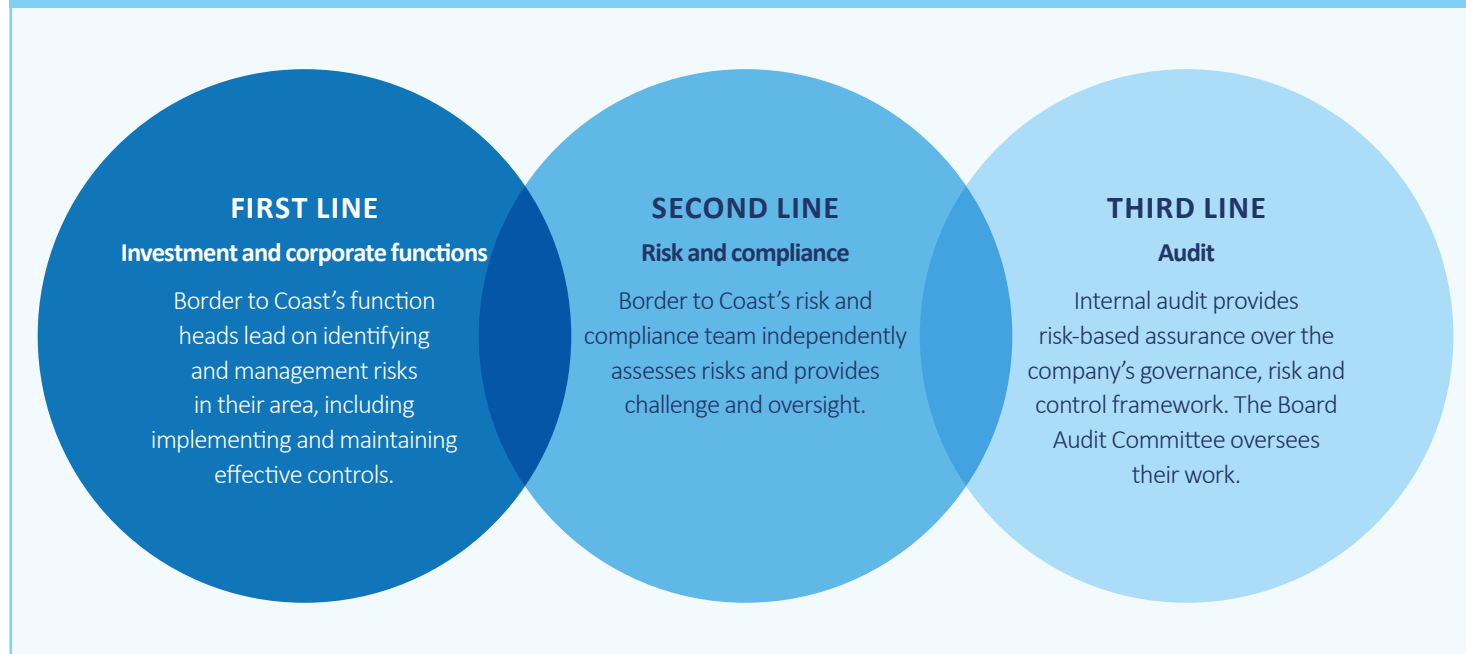 FIRST LINE
Investment and corporate functions
Border to Coast’s function
heads lead on identifying
and management risks
in their area, including
implementing and maintaining
effective controls.
SECOND LINE
Risk and compliance
Border to Coast’s risk and
compliance team independently
assesses risks and provides
challenge and oversight.
THIRD LINE
Audit
Internal audit provides
risk-based assurance over the
company’s governance, risk and
control framework. The Board
Audit Committee oversees
their work.